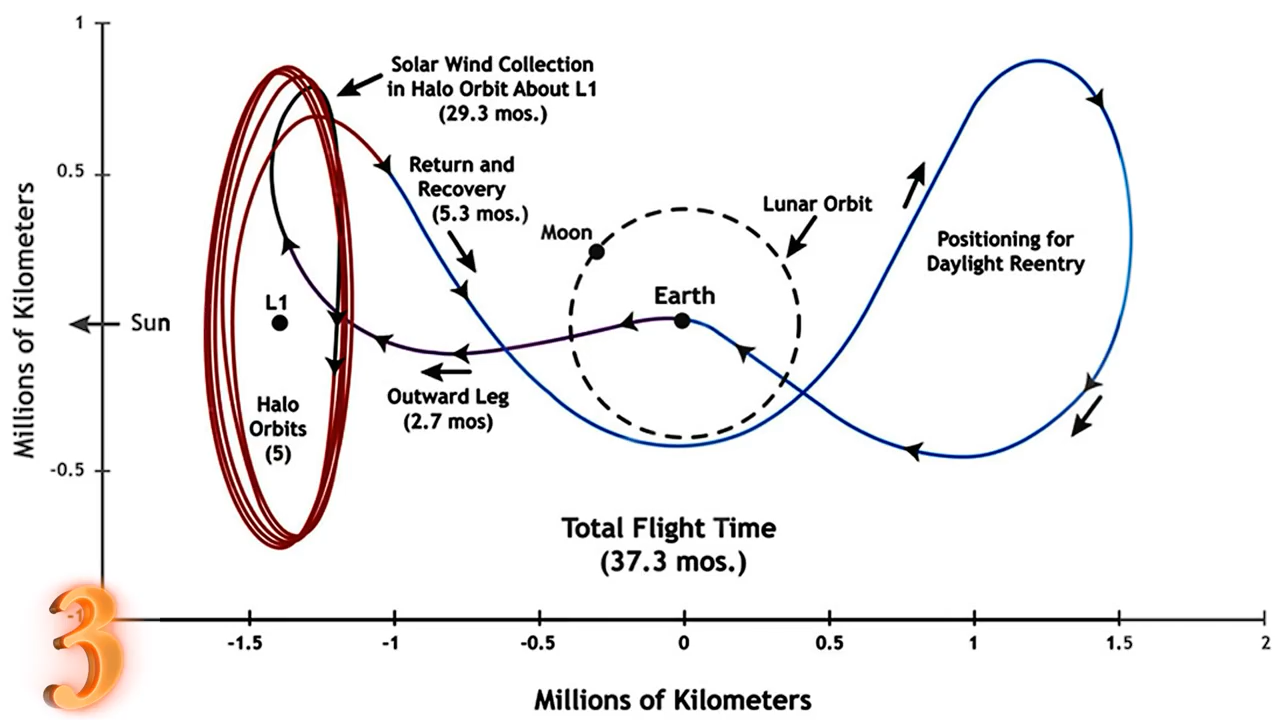 1
0.5
-0.5
-1
Millions of Kilometers
Solar Wind Collection
in Halo Orbit About L1
(29.3 mos.)
Return and
Recovery
(5.3 mos.)
Moon
Lunar Orbit
Earth
Positioning for
Daylight Reentry
L1
Sun
Halo
Orbits
(5)
Outward Leg
(2.7 mos)
Total Flight Time
(37.3 mos.)
3
-1.5
-1
-0.5
0
0.5
1
1.5
2
Millions of Kilometers